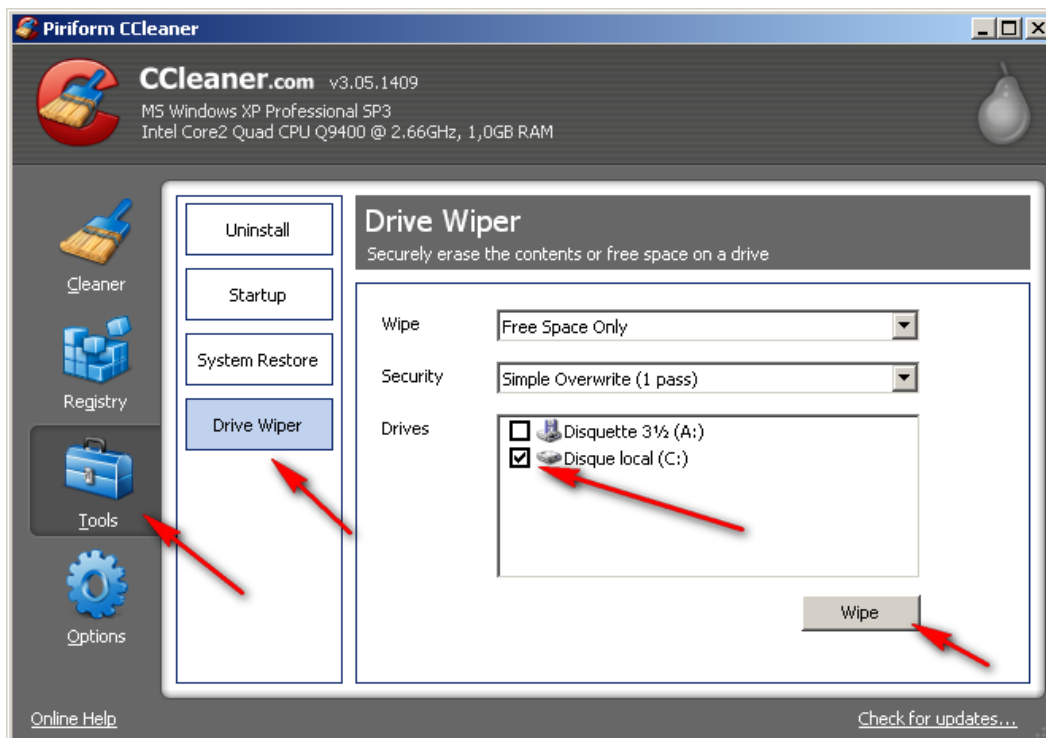 Piriform CCleaner
CCleaner.com v3.05.1409
MS Windows XP Professional SP3
Intel Core2 Quad CPU Q9400 @ 2.66GHz, 1,0GB RAM
Cleaner
Registry
Tools
Options
Uninstall
Startup
System Restore
Drive Wiper
Drive Wiper
Securely erase the contents or free space on a drive
Wipe Free Space Only
Security Simple Overwrite (1 pass)
Drives Disquette 3½ (A:)
Disque local (C:)
Wipe
Online Help
Check for updates...